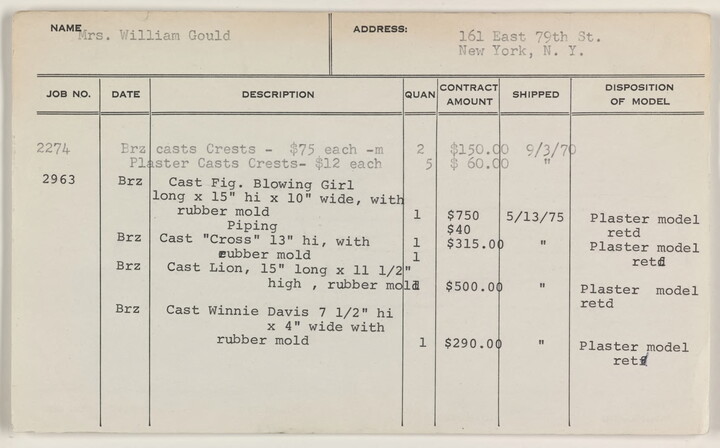 NAME Mrs. William Gould ADDRESS: 161 East 79th St.
New York, N. Y.
JOB NO. DATE DESCRIPTION QUAN CONTRACT AMOUNT SHIPPED DISPOSITION OF MODEL
2274 Brz casts Crests - $75 each -m 2 $150.00 9/3/70
Plaster Casts Crests- $12 each 5 $ 60.00 "
2963 Brz Cast Fig. Blowing Girl
long x 15" hi x 10" wide, with
rubber mold 1 $750 5/13/75 Plaster model
Piping $40 retd
Brz Cast "Cross" 13" hi, with 1 $315.00 " Plaster model
rubber mold 1 retd
Brz Cast Lion, 15" long x 11 1/2"
high , rubber mold 1 $500.00 " Plaster model
retd
Brz Cast Winnie Davis 7 1/2" hi
x 4" wide with
rubber mold 1 $290.00 " Plaster model
retd